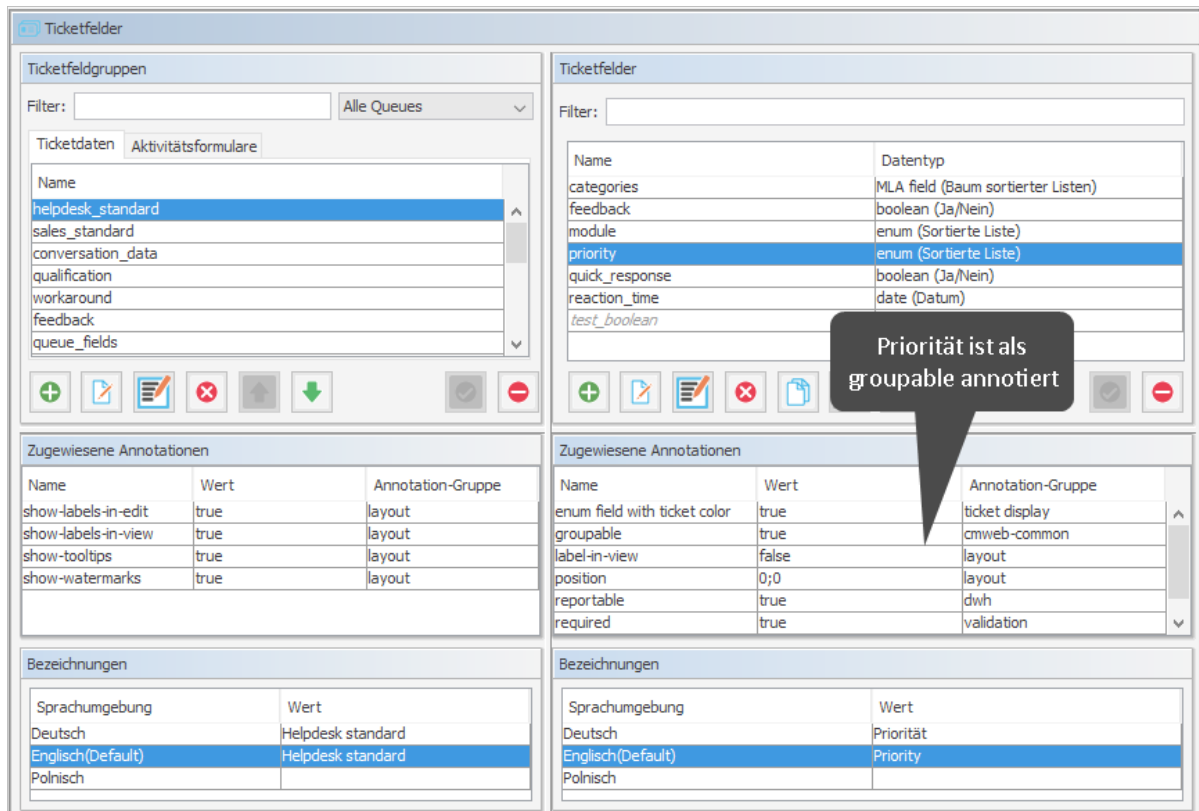 Ticketfelder
Ticketfeldgruppen
Filter: Alle Queues
Ticketdaten Aktivitätsformulare
Name
helpdesk_standard
sales_standard
conversation_data
qualification
workaround
feedback
queue_fields
Ticketfelder
Filter:
Name Datentyp
categories MLA field (Baum sortierter Listen)
feedback boolean (Ja/Nein)
module enum (Sortierte Liste)
priority enum (Sortierte Liste)
quick_response boolean (Ja/Nein)
reaction_time date (Datum)
test_boolean
Priorität ist als
groupable annotiert
Zugewiesene Annotationen
Name Wert Annotation-Gruppe
show-labels-in-edit true layout
show-labels-in-view true layout
show-tooltips true layout
show-watermarks true layout
Zugewiesene Annotationen
Name Wert Annotation-Gruppe
enum field with ticket color true ticket display
groupable true cmweb-common
label-in-view false layout
position 0;0 layout
reportable true dwh
required true validation
Bezeichnungen
Sprachumgebung Wert
Deutsch Helpdesk standard
Englisch(Default) Helpdesk standard
Polnisch
Bezeichnungen
Sprachumgebung Wert
Deutsch Priorität
Englisch(Default) Priority
Polnisch